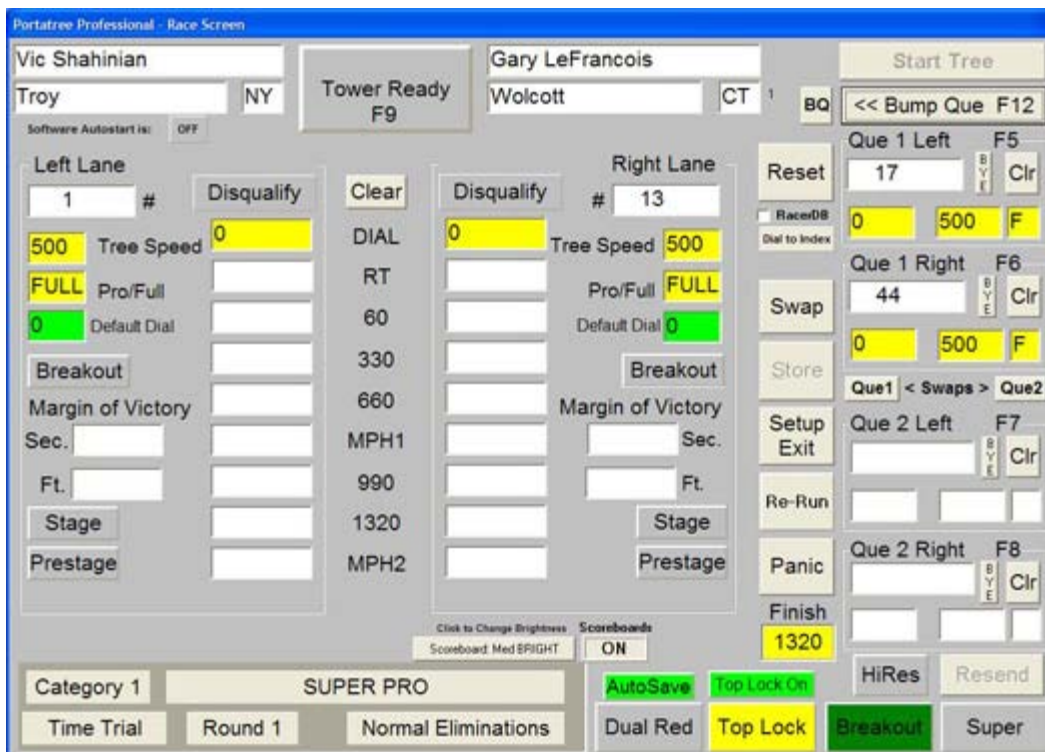 Portatree Professional - Race Screen
Vic Shahinian
Troy NY
Tower Ready
F9
Gary LeFrancois
Wolcott CT 1
BQ
Start Tree
<< Bump Que F12
Software Autostart is: OFF
Left Lane
1 #
Disqualify
Clear
Disqualify
Right Lane
# 13
500 Tree Speed 0
DIAL
0 Tree Speed 500
FULL Pro/Full
RT
Pro/Full FULL
0 Default Dial
60
Default Dial 0
Breakout
330
Breakout
Margin of Victory
660
Margin of Victory
Sec.
MPH1
Sec.
Ft.
990
Ft.
Stage
1320
Stage
Prestage
MPH2
Prestage
Reset
RacerDB
Dial to Index
Swap
Store
Setup
Exit
Re-Run
Panic
Finish
1320
Que 1 Left F5
17 BYE Clr
0 500 F
Que 1 Right F6
44 BYE Clr
0 500 F
Que1 < Swaps > Que2
Que 2 Left F7
BYE Clr
Que 2 Right F8
BYE Clr
Click to Change Brightness Scoreboards
Scoreboard: Med BRIGHT ON
Category 1 SUPER PRO
Time Trial Round 1 Normal Eliminations
AutoSave Top Lock On
HiRes Resend
Dual Red Top Lock Breakout Super